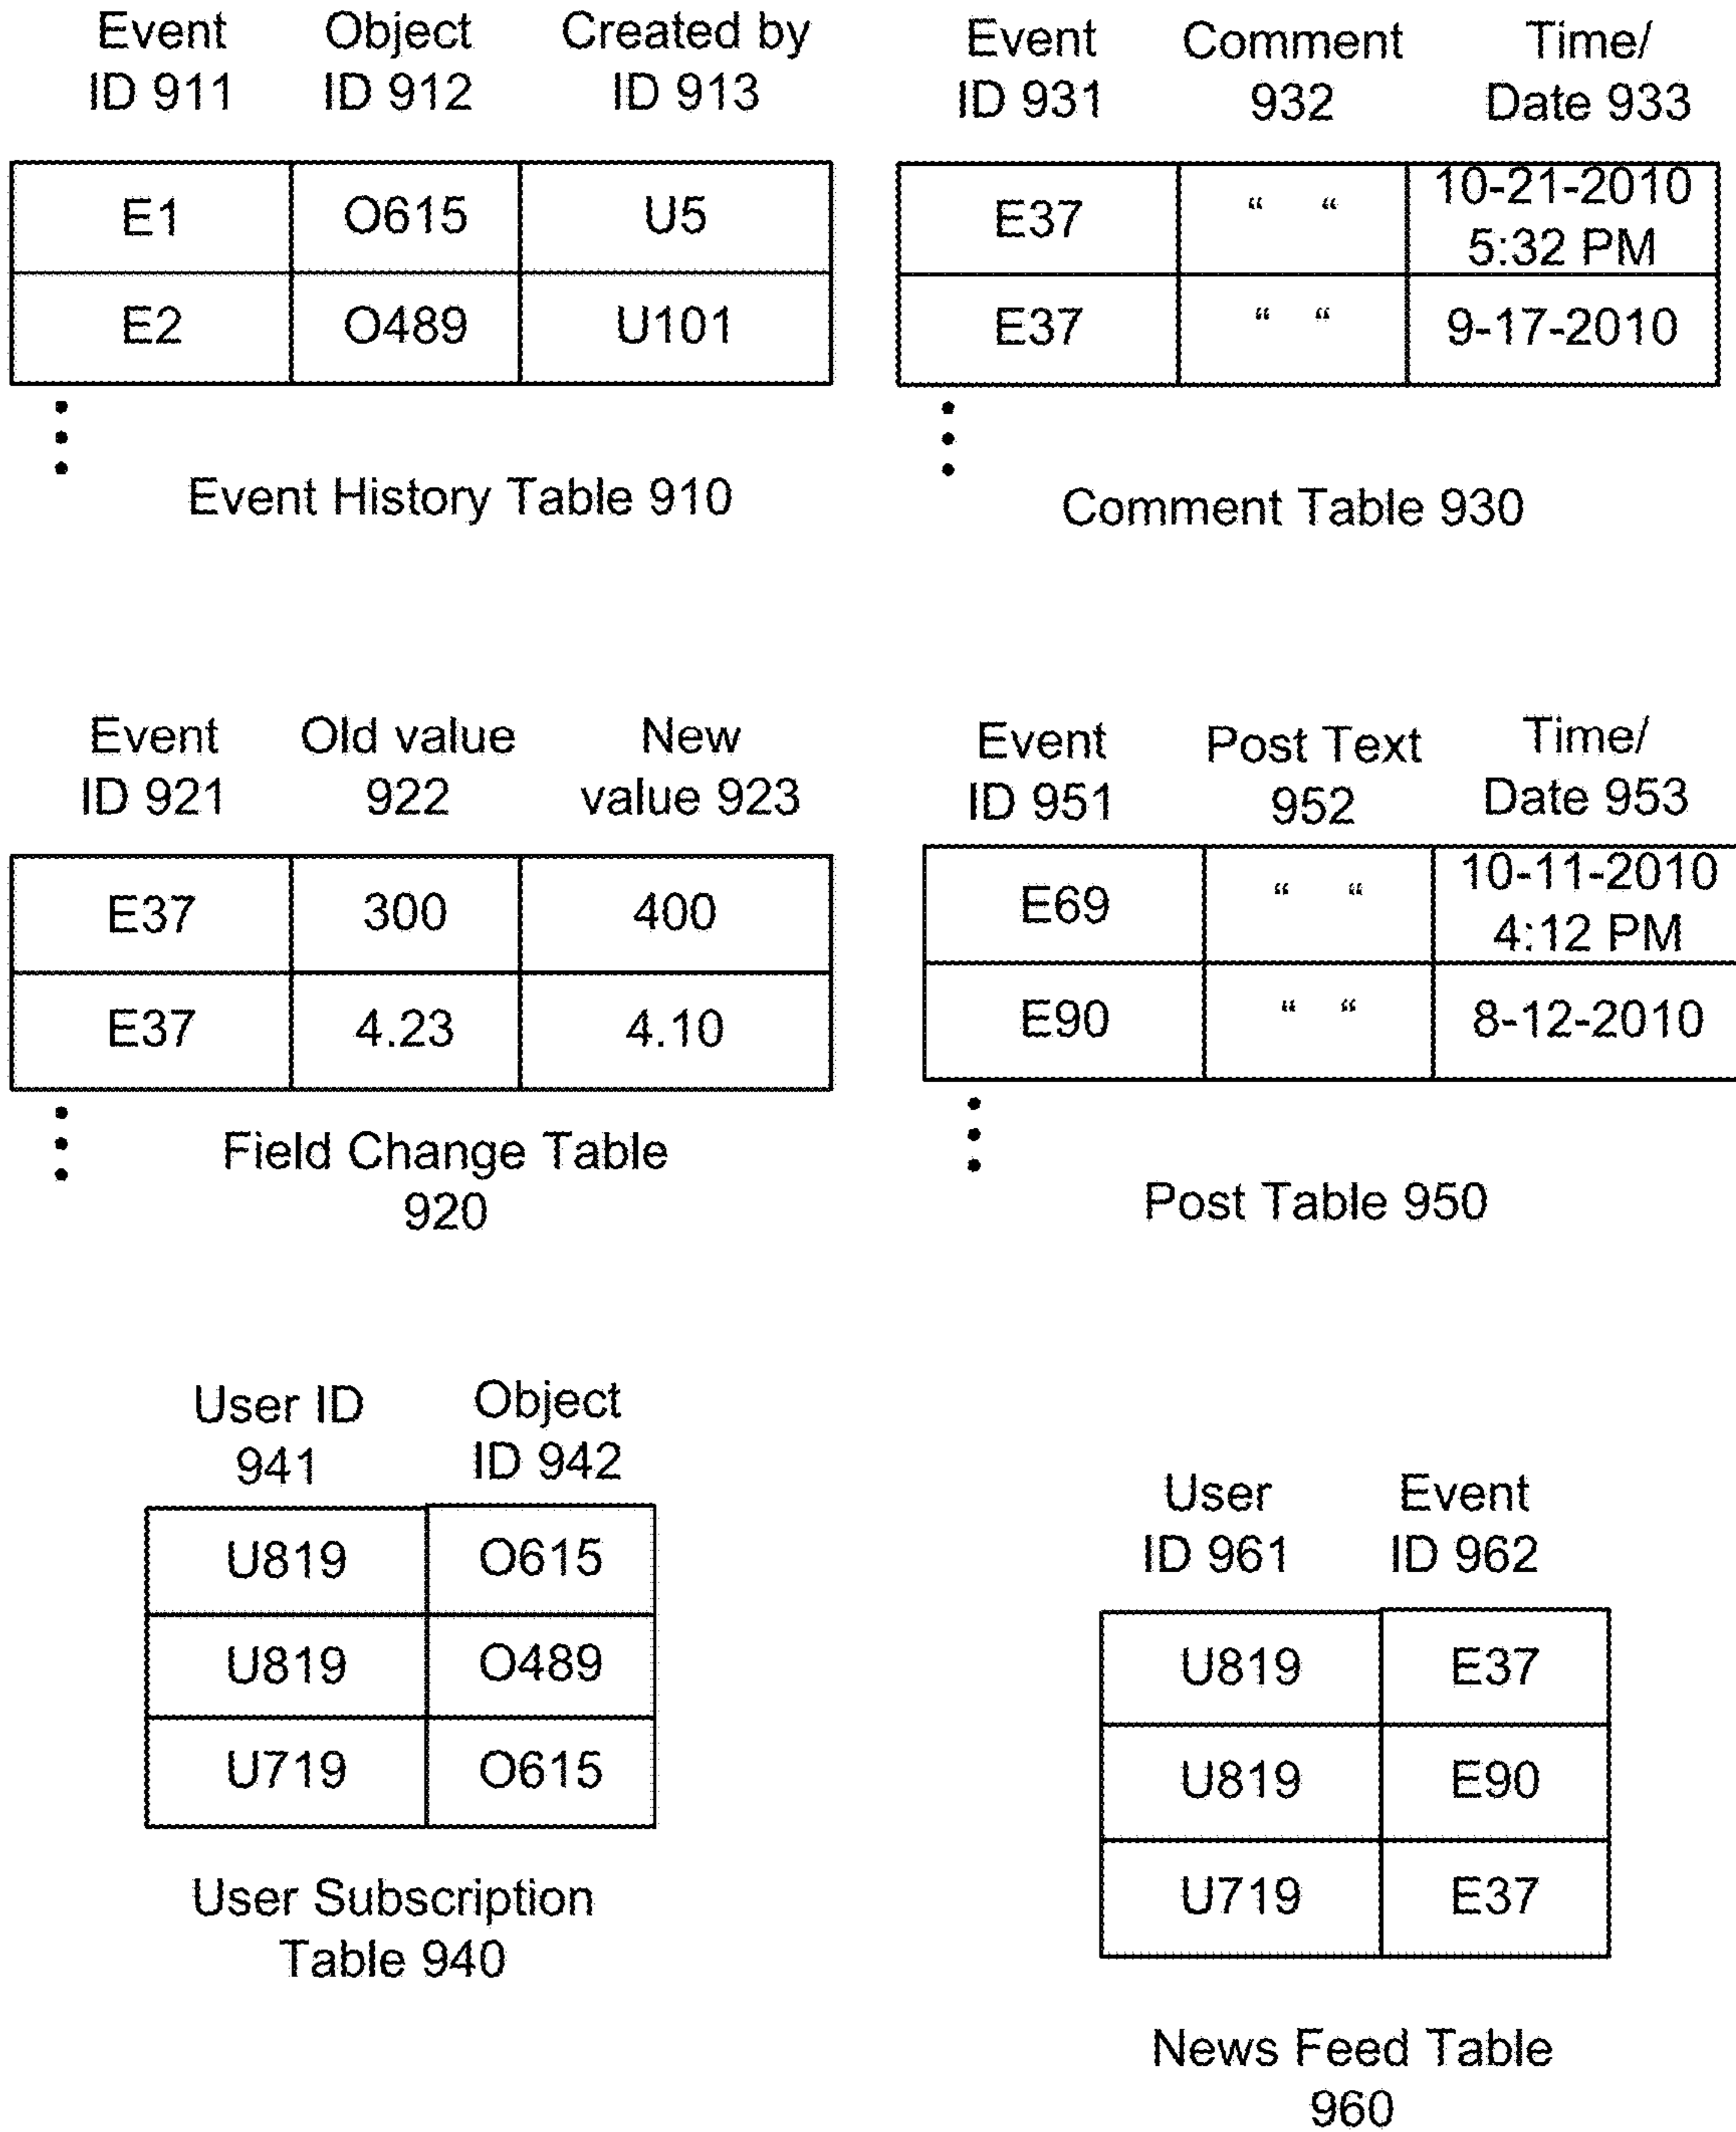 Event ID 911 Object ID 912 Created by ID 913
E1 O615 U5
E2 O489 U101
Event History Table 910
Event ID 931 Comment 932 Time/ Date 933
E37 “ “ 10-21-2010 5:32 PM
E37 “ “ 9-17-2010
Comment Table 930
Event ID 921 Old value 922 New value 923
E37 300 400
E37 4.23 4.10
Field Change Table 920
Event ID 951 Post Text 952 Time/ Date 953
E69 “ “ 10-11-2010 4:12 PM
E90 “ “ 8-12-2010
Post Table 950
User ID 941 Object ID 942
U819 O615
U819 O489
U719 O615
User Subscription Table 940
User ID 961 Event ID 962
U819 E37
U819 E90
U719 E37
News Feed Table 960